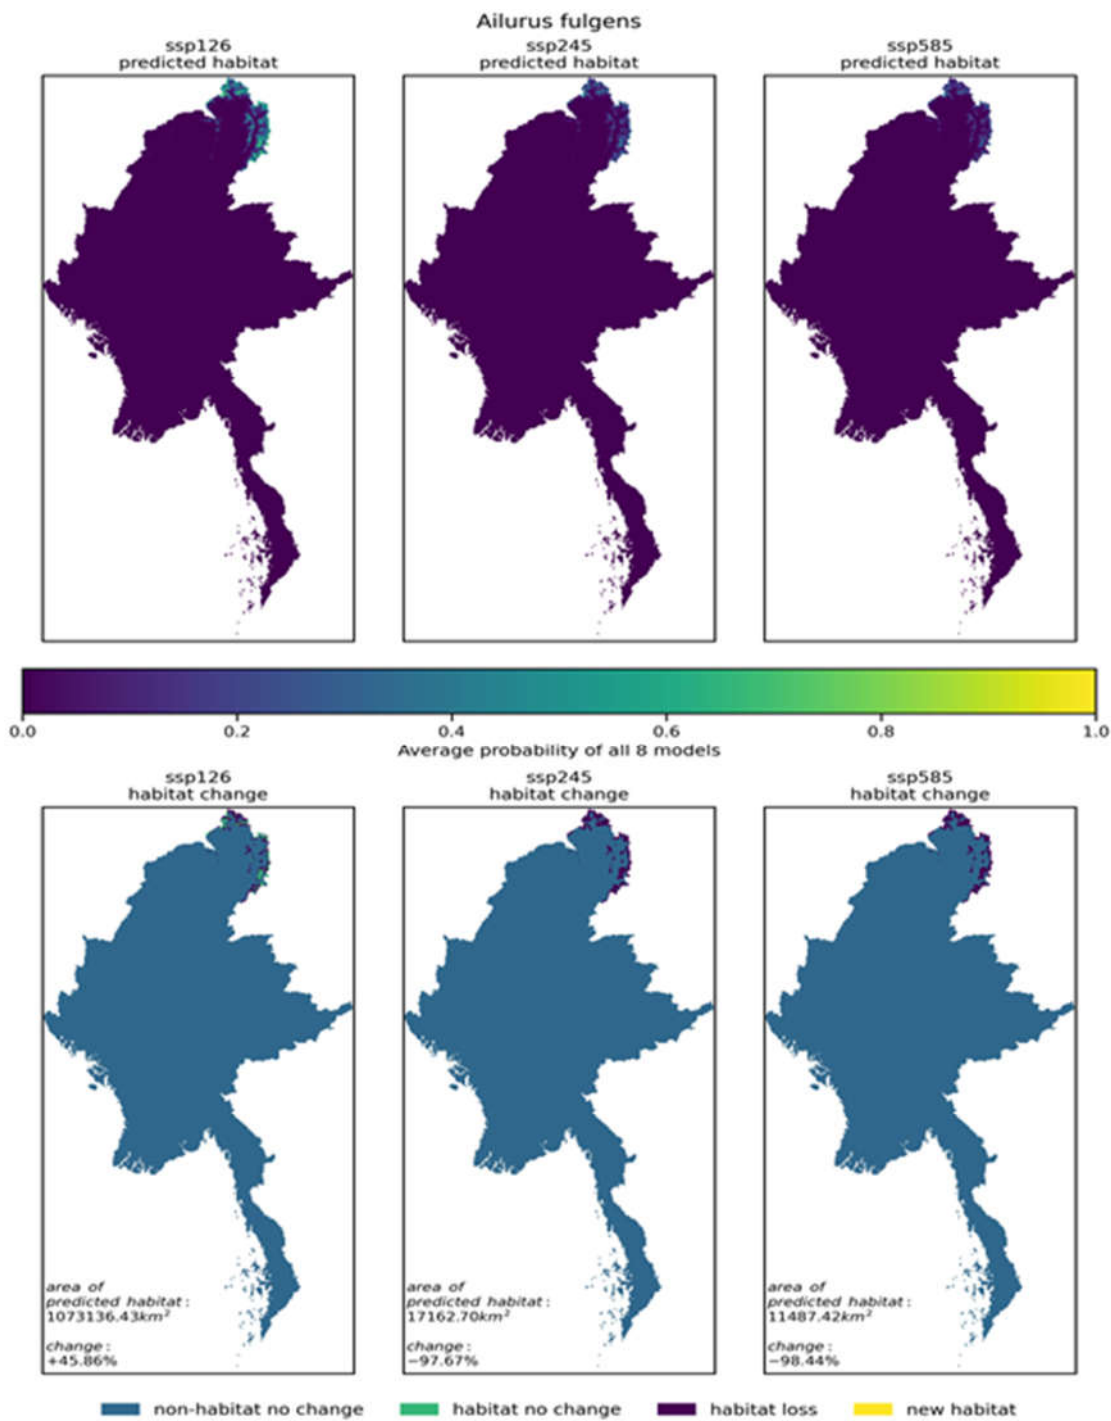 Ailurus fulgens
ssp126
predicted habitat
ssp245
predicted habitat
ssp585
predicted habitat
0.0 0.2 0.4 0.6 0.8 1.0
Average probability of all 8 models
ssp126
habitat change
ssp245
habitat change
ssp585
habitat change
area of
predicted habitat:
1073136.43km²
change:
+45.86%
area of
predicted habitat:
17162.70km²
change:
−97.67%
area of
predicted habitat:
11487.42km²
change:
−98.44%
non-habitat no change habitat no change habitat loss new habitat